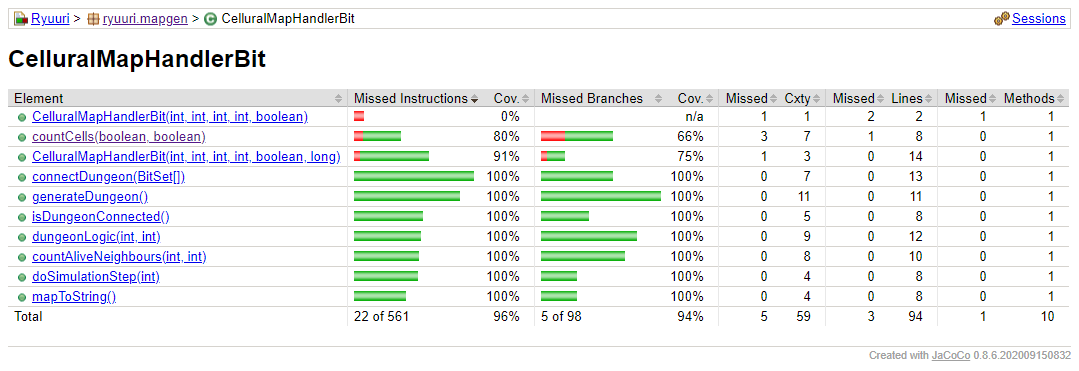 Ryuuri > ryuuri.mapgen > CelluralMapHandlerBit Sessions
CelluralMapHandlerBit
Element Missed Instructions Cov. Missed Branches Cov. Missed Cxty Missed Lines Missed Methods
CelluralMapHandlerBit(int, int, int, int, boolean) 0% n/a 1 1 2 2 1 1
countCells(boolean, boolean) 80% 66% 3 7 1 8 0 1
CelluralMapHandlerBit(int, int, int, int, boolean, long) 91% 75% 1 3 0 14 0 1
connectDungeon(BitSet[]) 100% 100% 0 7 0 13 0 1
generateDungeon() 100% 100% 0 11 0 11 0 1
isDungeonConnected() 100% 100% 0 5 0 8 0 1
dungeonLogic(int, int) 100% 100% 0 9 0 12 0 1
countAliveNeighbours(int, int) 100% 100% 0 8 0 10 0 1
doSimulationStep(int) 100% 100% 0 4 0 8 0 1
mapToString() 100% 100% 0 4 0 8 0 1
Total 22 of 561 96% 5 of 98 94% 5 59 3 94 1 10
Created with JaCoCo 0.8.6.202009150832